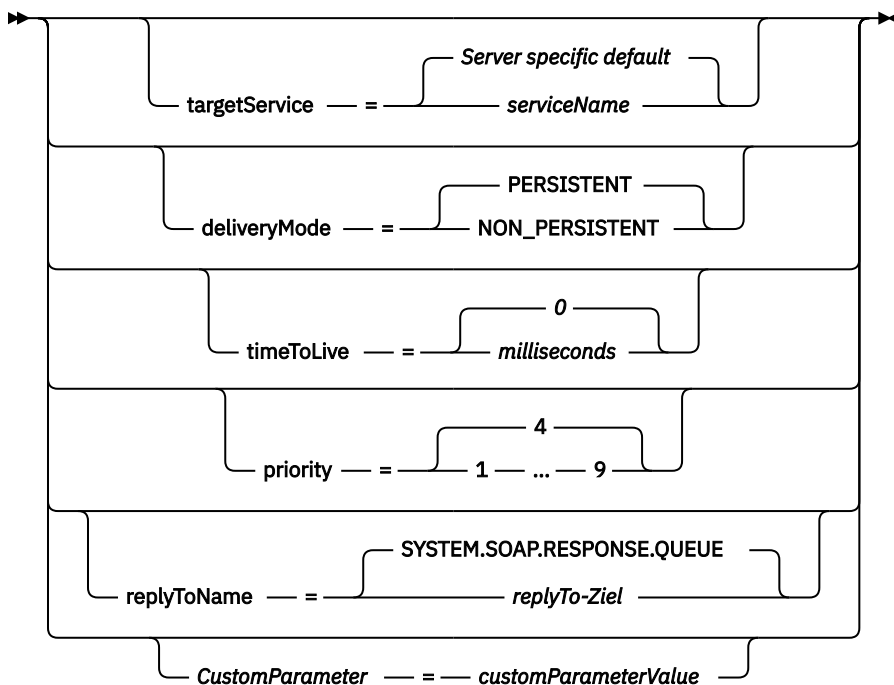 Server specific default
targetService = serviceName
PERSISTENT
deliveryMode = NON_PERSISTENT
0
timeToLive = milliseconds
4
priority = 1 ... 9
SYSTEM.SOAP.RESPONSE.QUEUE
replyToName = replyTo-Ziel
CustomParameter = customParameterValue